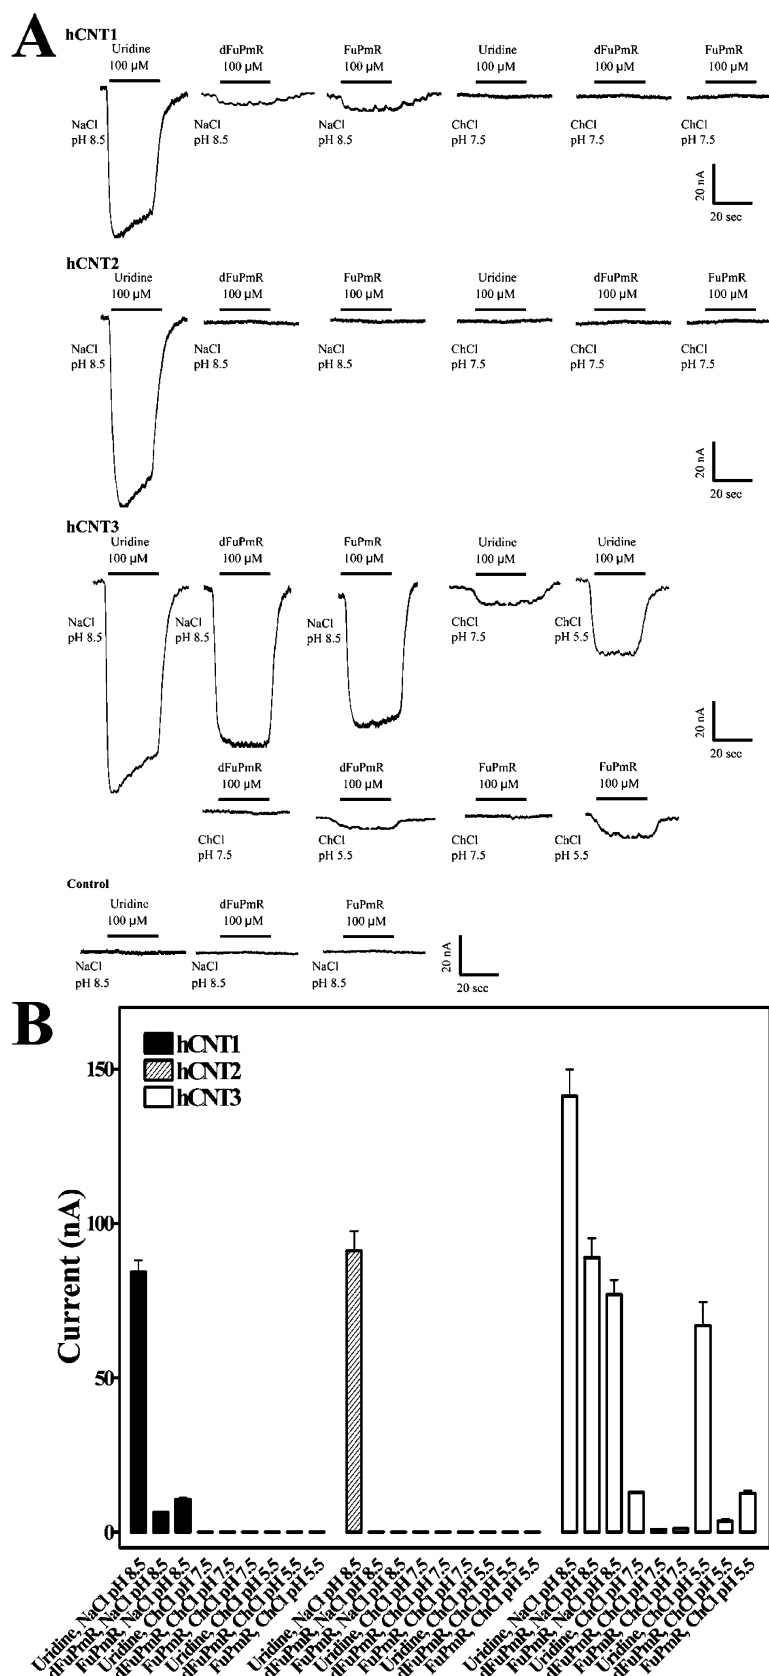 A
hCNT1
Uridine dFuPmR FuPmR Uridine dFuPmR FuPmR
100 µM 100 µM 100 µM 100 µM 100 µM 100 µM
NaCl NaCl NaCl ChCl ChCl ChCl
pH 8.5 pH 8.5 pH 8.5 pH 7.5 pH 7.5 pH 7.5
20 nA
20 sec
hCNT2
Uridine dFuPmR FuPmR Uridine dFuPmR FuPmR
100 µM 100 µM 100 µM 100 µM 100 µM 100 µM
NaCl NaCl NaCl ChCl ChCl ChCl
pH 8.5 pH 8.5 pH 8.5 pH 7.5 pH 7.5 pH 7.5
20 nA
20 sec
hCNT3
Uridine dFuPmR FuPmR Uridine Uridine
100 µM 100 µM 100 µM 100 µM 100 µM
NaCl NaCl NaCl ChCl ChCl
pH 8.5 pH 8.5 pH 8.5 pH 7.5 pH 5.5
20 nA
20 sec
dFuPmR dFuPmR FuPmR FuPmR
100 µM 100 µM 100 µM 100 µM
ChCl ChCl ChCl ChCl
pH 7.5 pH 5.5 pH 7.5 pH 5.5
Control
Uridine dFuPmR FuPmR
100 µM 100 µM 100 µM
NaCl NaCl NaCl
pH 8.5 pH 8.5 pH 8.5
20 nA
20 sec
B
hCNT1
hCNT2
hCNT3
Current (nA)
150
100
50
0
Uridine, NaCl pH 8.5
dFuPmR, NaCl pH 8.5
FuPmR, NaCl pH 8.5
Uridine, ChCl pH 7.5
dFuPmR, ChCl pH 7.5
FuPmR, ChCl pH 7.5
Uridine, ChCl pH 5.5
dFuPmR, ChCl pH 5.5
FuPmR, ChCl pH 5.5
Uridine, NaCl pH 8.5
dFuPmR, NaCl pH 8.5
FuPmR, NaCl pH 8.5
Uridine, ChCl pH 7.5
dFuPmR, ChCl pH 7.5
FuPmR, ChCl pH 7.5
Uridine, ChCl pH 5.5
dFuPmR, ChCl pH 5.5
FuPmR, ChCl pH 5.5
Uridine, NaCl pH 8.5
dFuPmR, NaCl pH 8.5
FuPmR, NaCl pH 8.5
Uridine, ChCl pH 7.5
dFuPmR, ChCl pH 7.5
FuPmR, ChCl pH 7.5
Uridine, ChCl pH 5.5
dFuPmR, ChCl pH 5.5
FuPmR, ChCl pH 5.5